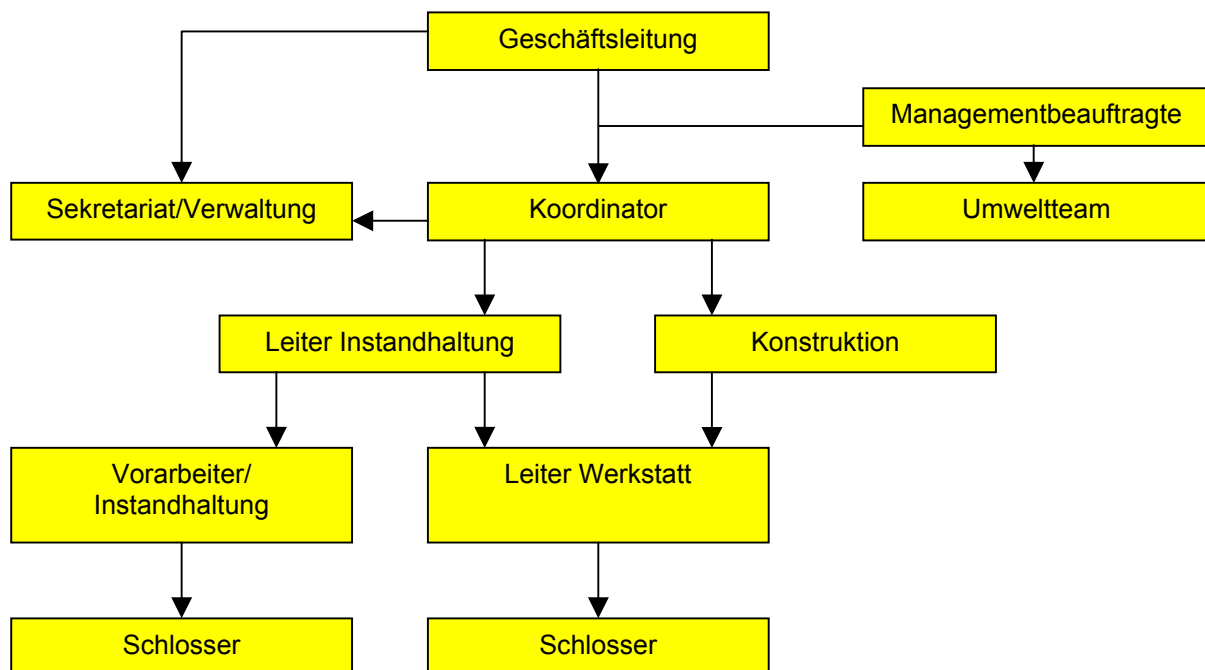 Geschäftsleitung
Managementbeauftragte
Sekretariat/Verwaltung
Koordinator
Umweltteam
Leiter Instandhaltung
Konstruktion
Vorarbeiter/
Instandhaltung
Leiter Werkstatt
Schlosser
Schlosser